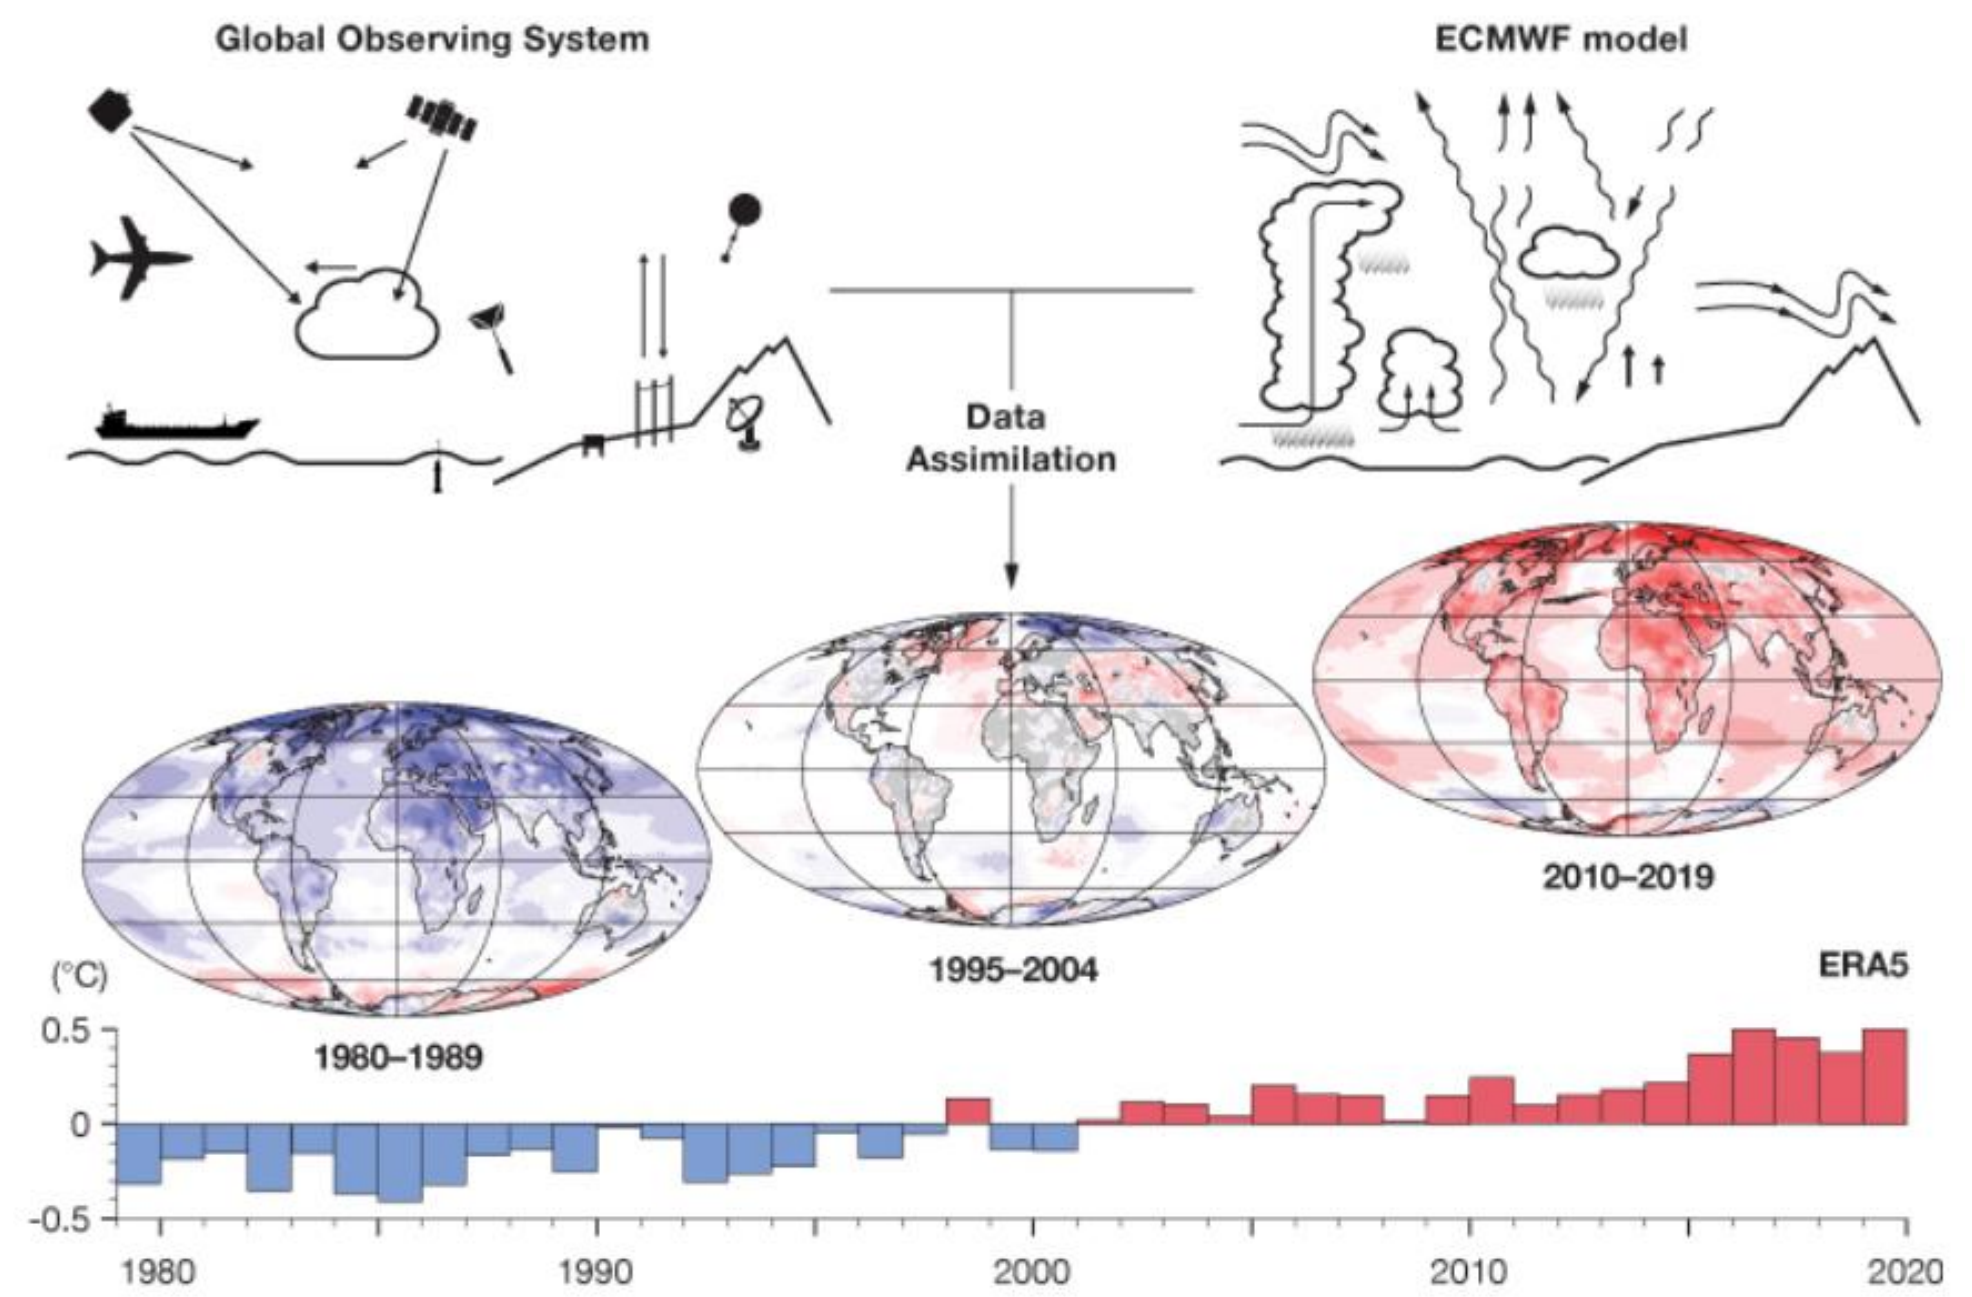 Global Observing System
ECMWF model
Data
Assimilation
2010–2019
1995–2004
ERA5
(°C)
1980–1989
0.5
0
-0.5
1980
1990
2000
2010
2020